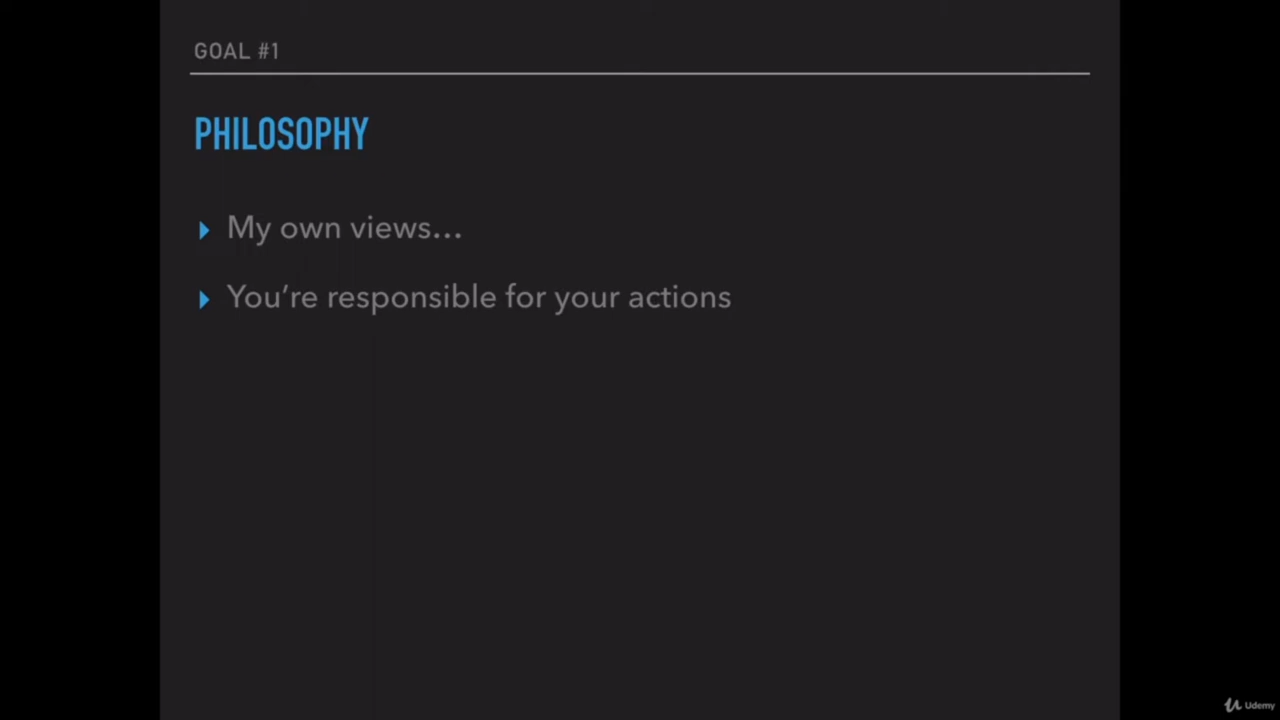 GOAL #1
PHILOSOPHY
My own views…
You’re responsible for your actions
Udemy